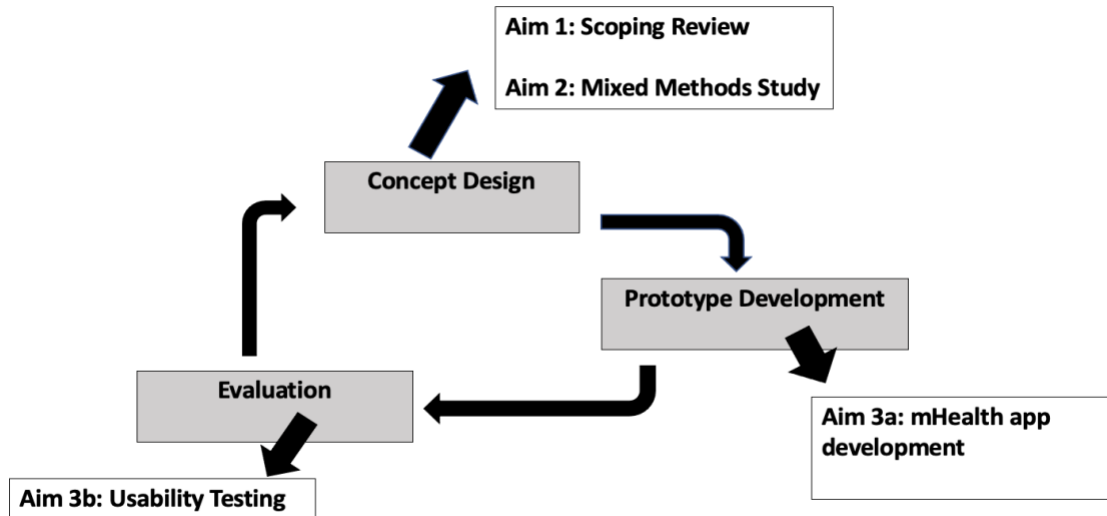 Aim 1: Scoping Review
Aim 2: Mixed Methods Study
Concept Design
Prototype Development
Evaluation
Aim 3a: mHealth app
development
Aim 3b: Usability Testing